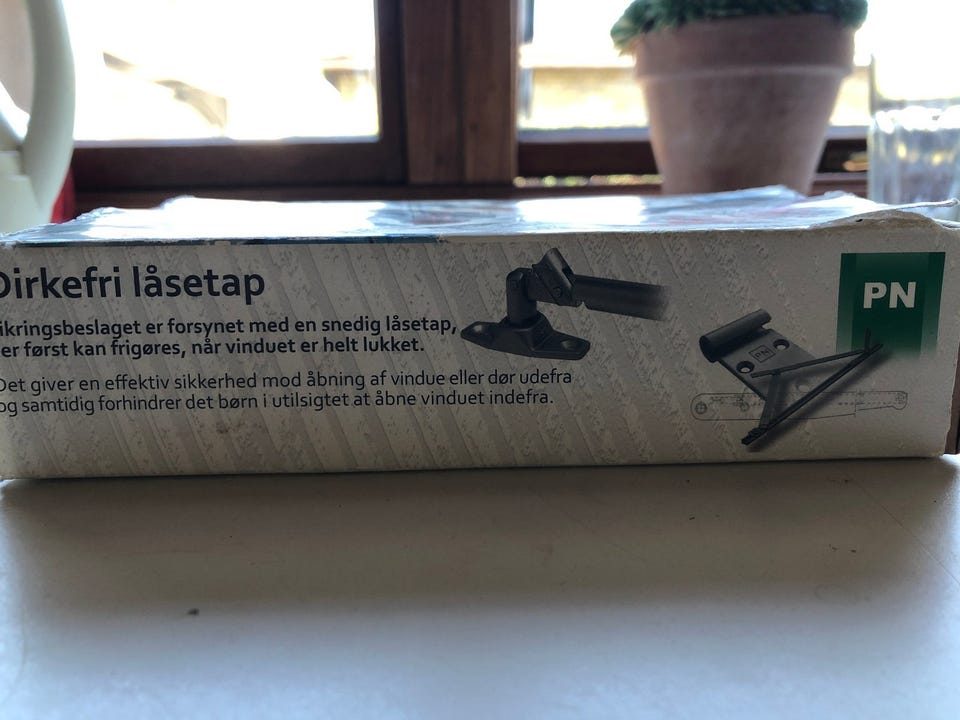 Dirkefri låsetap
ikringsbeslaget er forsynet med en snedig låsetap,
er først kan frigøres, når vinduet er helt lukket.
Det giver en effektiv sikkerhed mod åbning af vindue eller dør udefra
og samtidig forhindrer det børn i utilsigtet at åbne vinduet indefra.
PN
PN